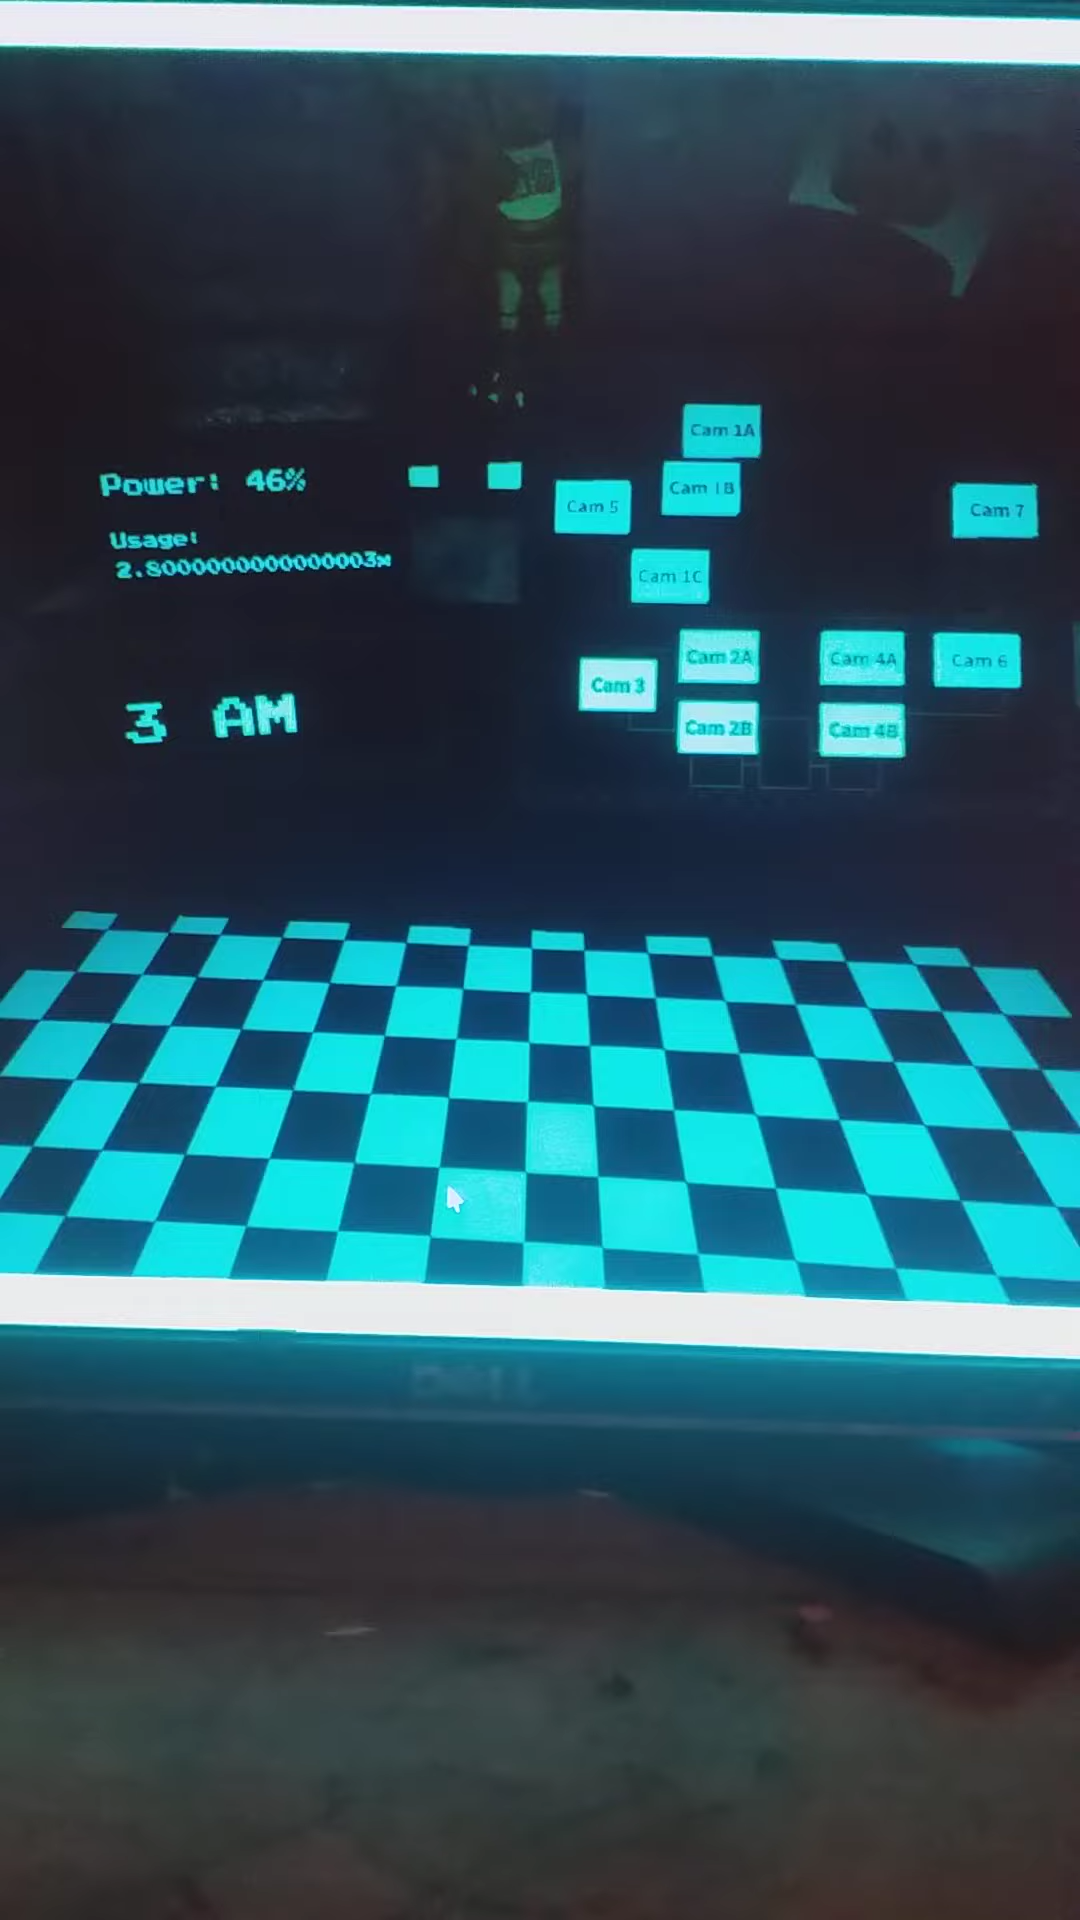 Cam 1A
Power: 46%
Cam 1B
Cam 5
Cam 7
Usage:
2.8000000000000003x
Cam 1C
Cam 2A
Cam 4A
Cam 6
Cam 3
3 AM
Cam 2B
Cam 4B
DELL